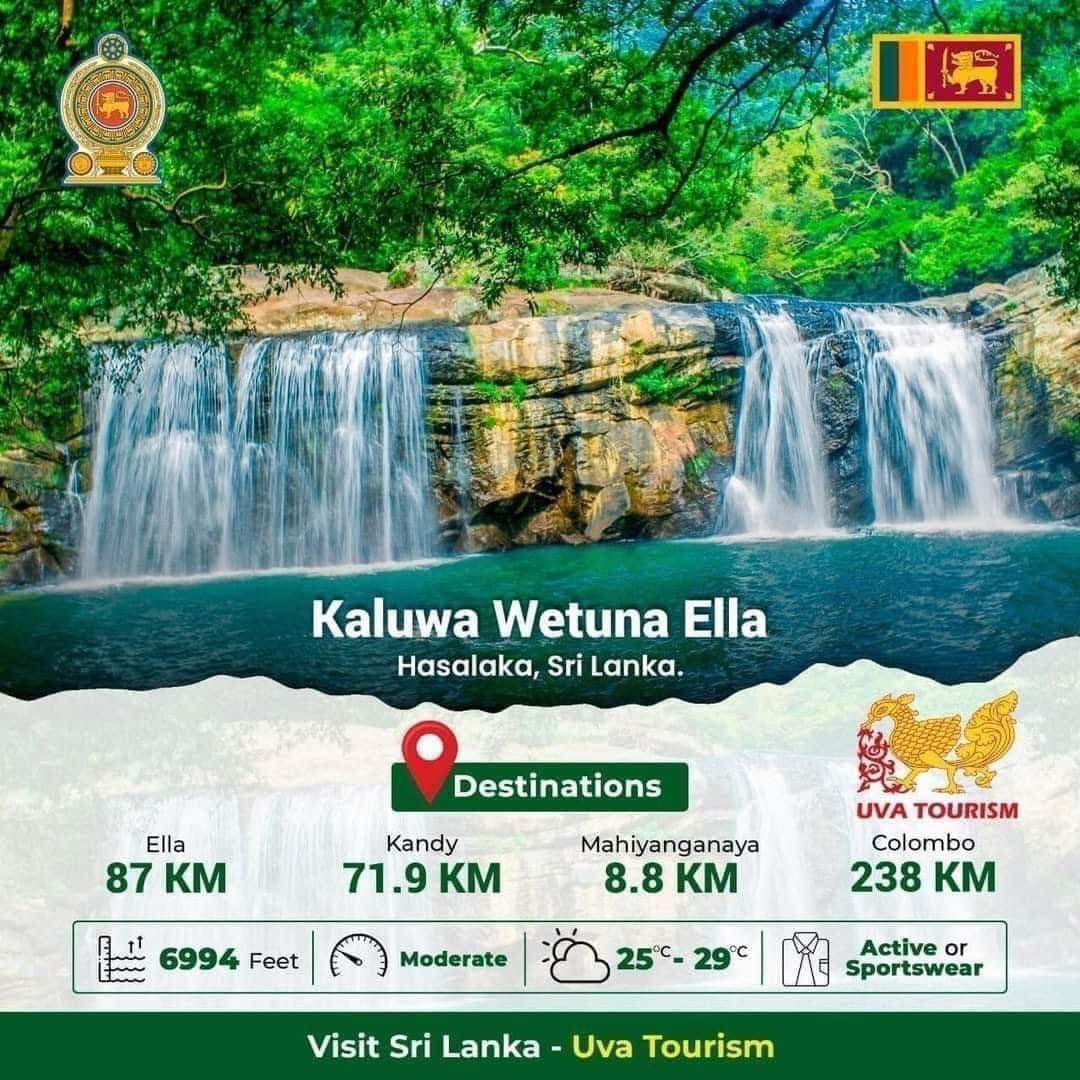 Kaluwa Wetuna Ella
Hasalaka, Sri Lanka.
Destinations
UVA TOURISM
Ella
87 KM
Kandy
71.9 KM
Mahiyanganaya
8.8 KM
Colombo
238 KM
6994 Feet
Moderate
25°C - 29°C
Active or
Sportswear
Visit Sri Lanka - Uva Tourism